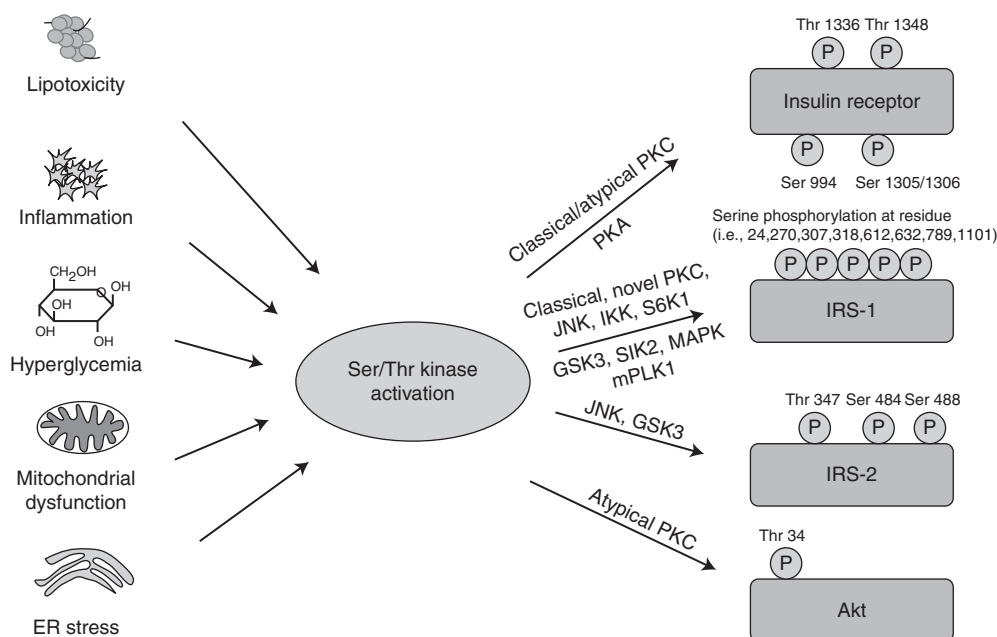 Lipotoxicity
Inflammation
CH2OH
O
OH
OH
OH
OH
Hyperglycemia
Mitochondrial
dysfunction
ER stress
Ser/Thr kinase
activation
Classical/atypical PKC
PKA
Classical, novel PKC,
JNK, IKK, S6K1
GSK3, SIK2, MAPK
mPLK1
JNK, GSK3
Atypical PKC
Thr 1336 Thr 1348
P P
Insulin receptor
P P
Ser 994 Ser 1305/1306
Serine phosphorylation at residue
(i.e., 24,270,307,318,612,632,789,1101)
P P P P P
IRS-1
Thr 347 Ser 484 Ser 488
P P P
IRS-2
Thr 34
P
Akt